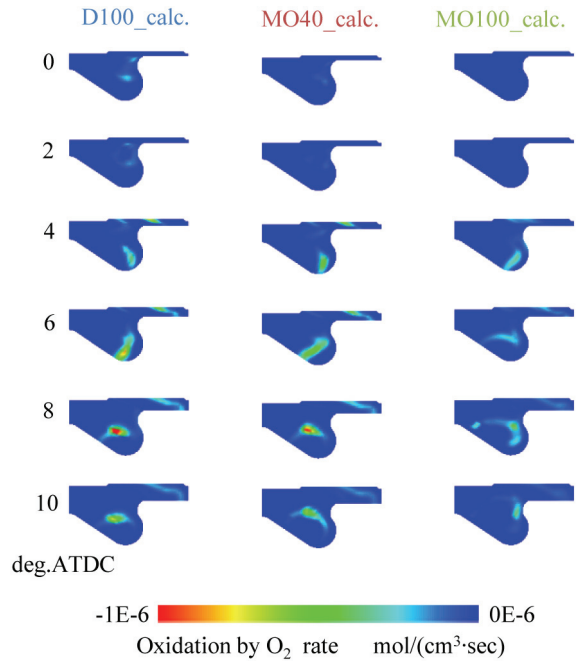 D100_calc. MO40_calc. MO100_calc.
0
2
4
6
8
10
deg.ATDC
-1E-6 0E-6
Oxidation by O₂ rate mol/(cm³·sec)